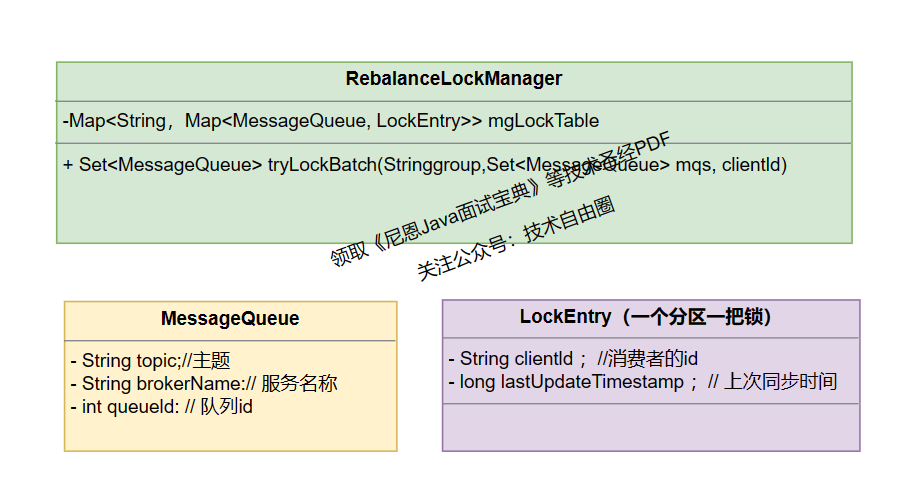 RebalanceLockManager
-Map<String，Map<MessageQueue, LockEntry>> mgLockTable
+ Set<MessageQueue> tryLockBatch(Stringgroup,Set<MessageQueue> mqs, clientId)
领取《尼恩Java面试宝典》等技术圣经PDF
关注公众号：技术自由圈
MessageQueue
- String topic;//主题
- String brokerName:// 服务名称
- int queueId: // 队列id
LockEntry（一个分区一把锁）
- String clientId ；//消费者的id
- long lastUpdateTimestamp ；// 上次同步时间